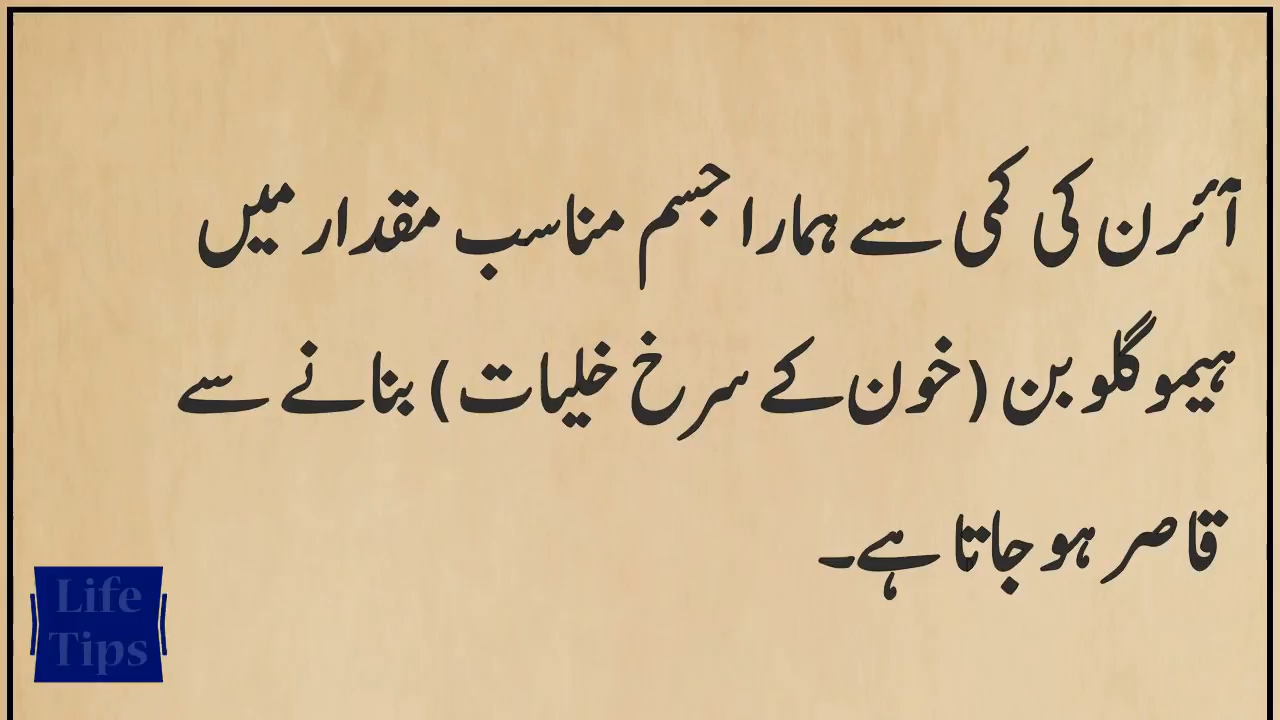 آئرن کی کمی سے ہمارا جسم مناسب مقدار میں
ہیموگلوبن (خون کے سرخ خلیات) بنانے سے
قاصر ہو جاتا ہے۔
Life
Tips